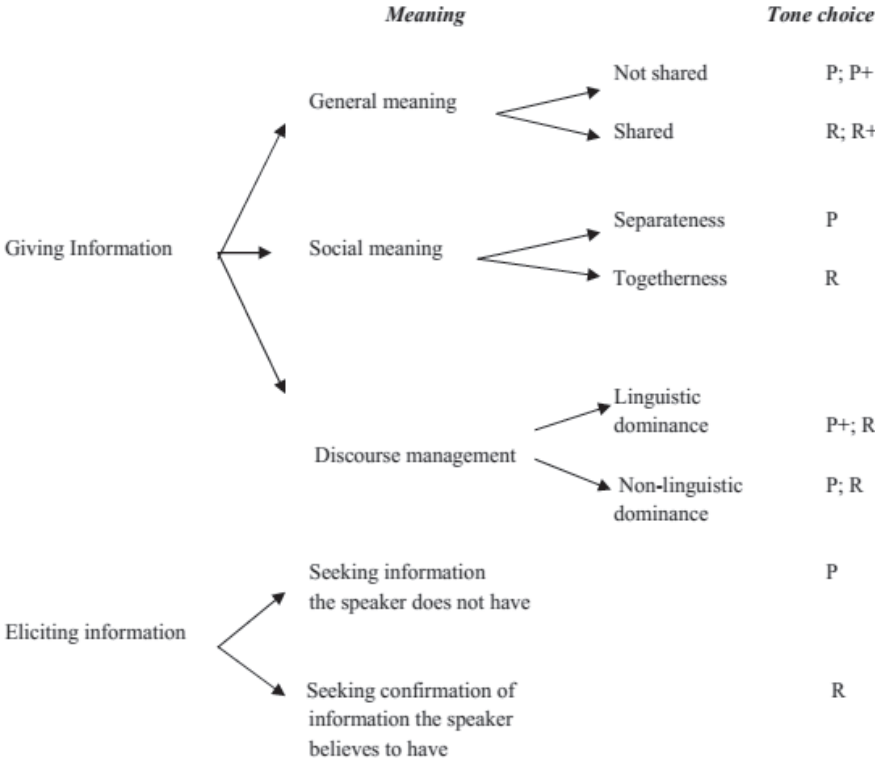 Meaning Tone choice
Not shared P; P+
General meaning
Shared R; R+
Separateness P
Giving Information Social meaning
Togetherness R
Linguistic
dominance P+; R
Discourse management
Non-linguistic P; R
dominance
Seeking information P
the speaker does not have
Eliciting information
Seeking confirmation of R
information the speaker
believes to have